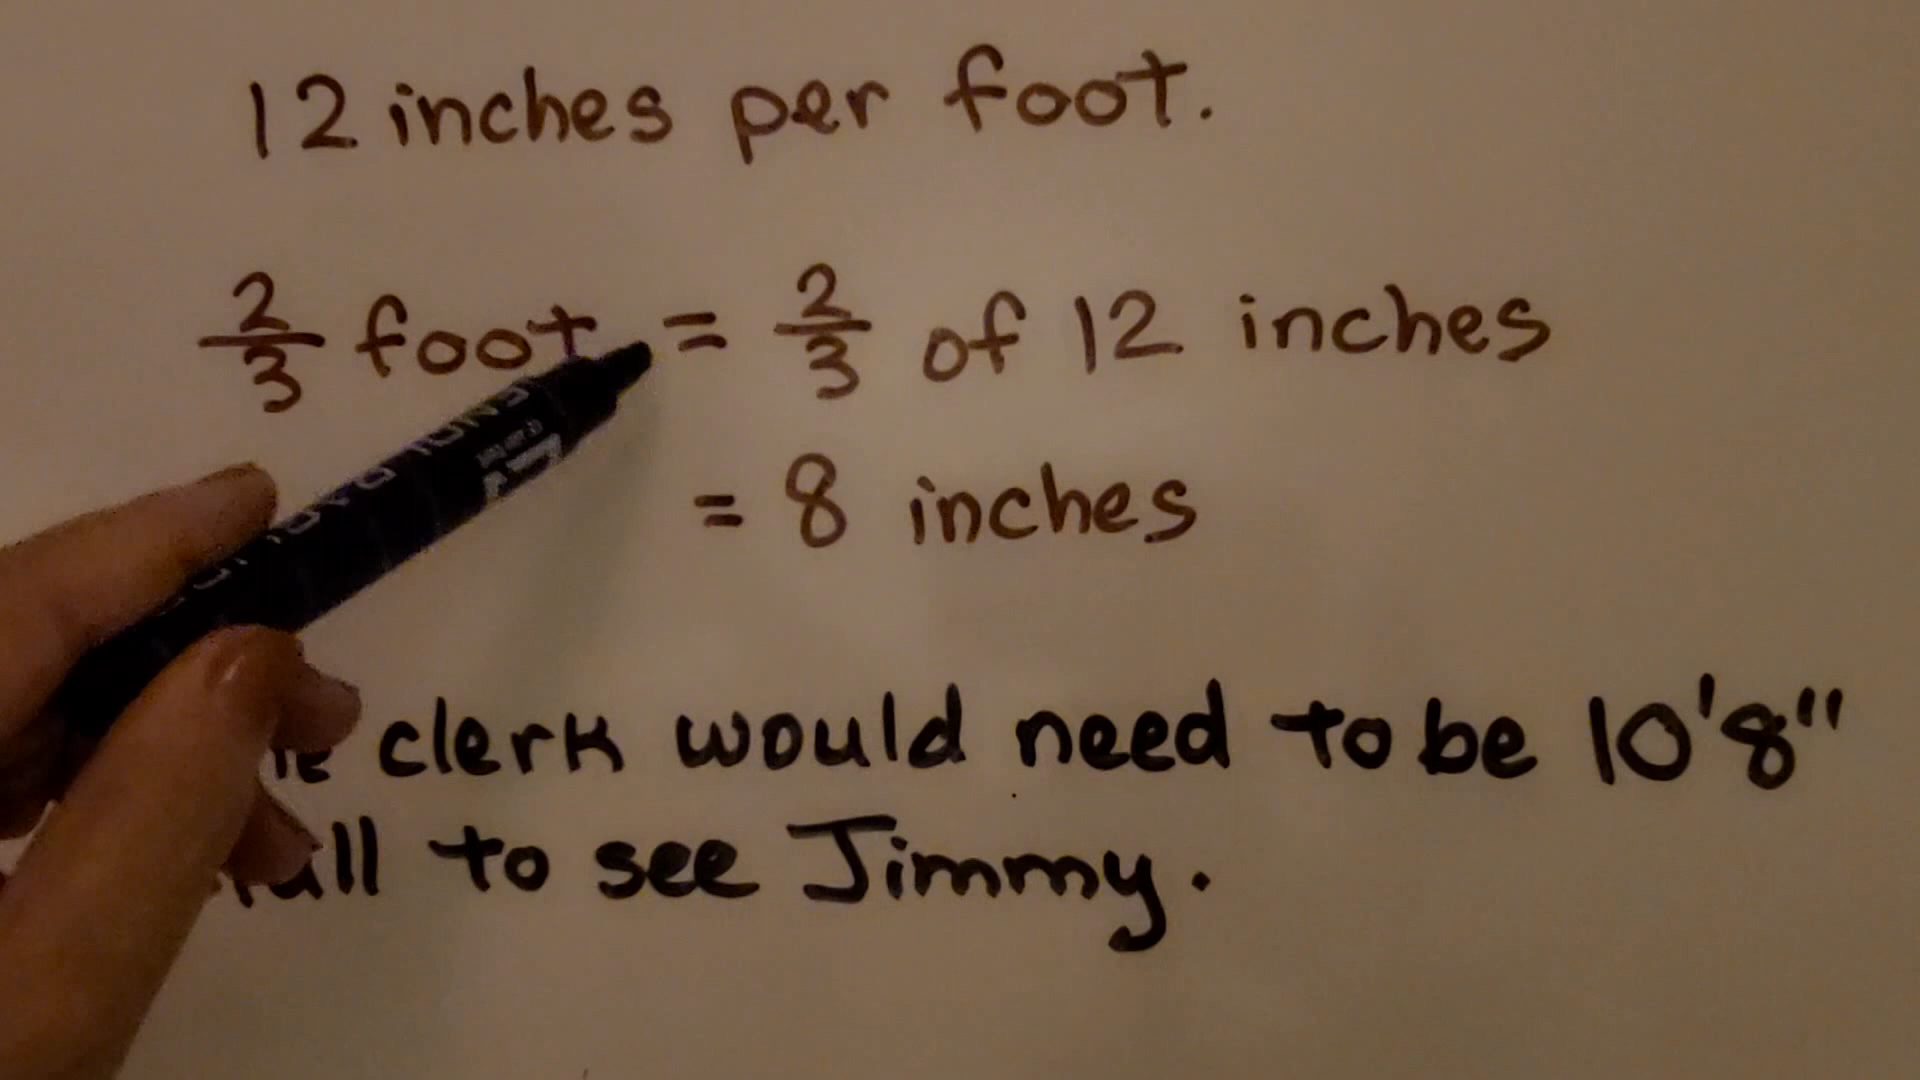 12 inches per foot.
2/3 foot = 2/3 of 12 inches
= 8 inches
clerk would need to be 10'8"
to see Jimmy.